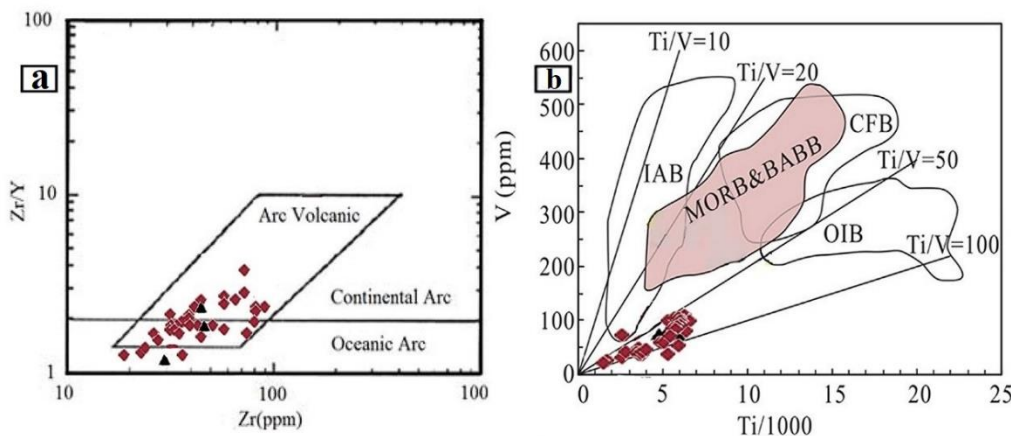 a
100
10
1
Zr/Y
Arc Volcanic
Continental Arc
Oceanic Arc
10
100
100
Zr(ppm)
b
600
500
400
300
200
100
0
V (ppm)
Ti/V=10
Ti/V=20
CFB
Ti/V=50
IAB
MORB&BABB
OIB
Ti/V=100
0
5
10
15
20
25
Ti/1000